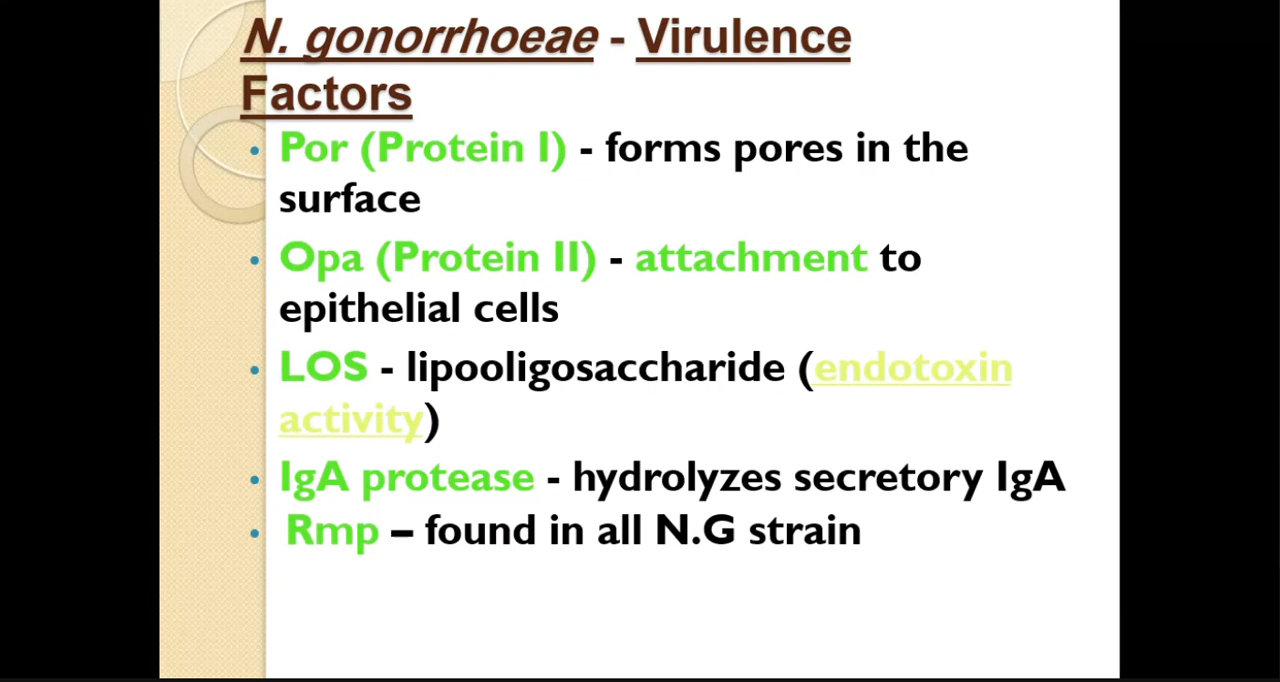 N. gonorrhoeae - Virulence
Factors
• Por (Protein I) - forms pores in the
surface
• Opa (Protein II) - attachment to
epithelial cells
• LOS - lipooligosaccharide (endotoxin
activity)
• IgA protease - hydrolyzes secretory IgA
• Rmp – found in all N.G strain